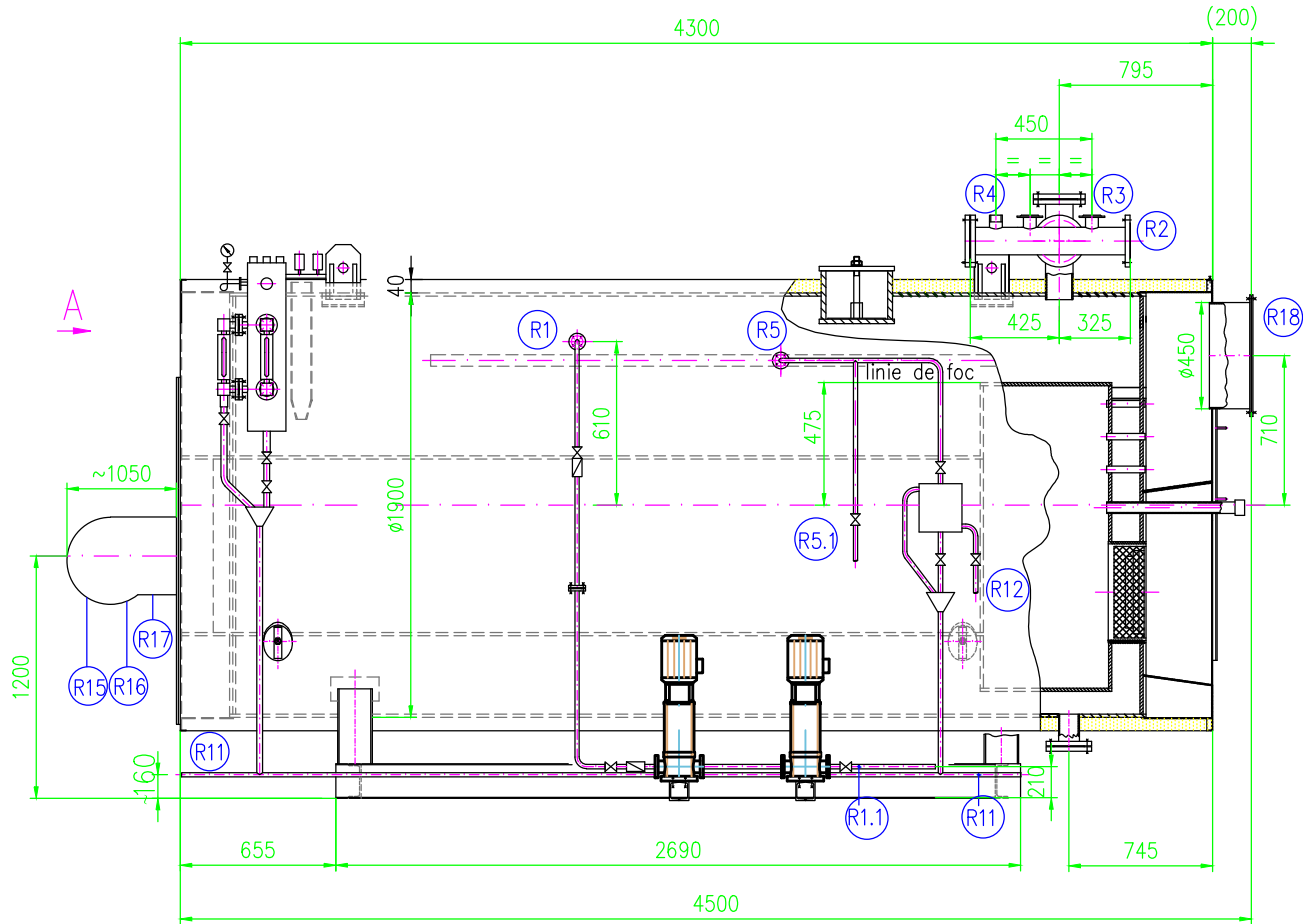 (200)
4300
795
450
= = =
R4
R3
R2
40
A
R1
R5
425
325
R18
linie de foc
ø450
610
475
710
~1050
ø1900
R5.1
R12
R17
R15
R16
1200
R11
~160
210
R1.1
R11
655
2690
745
4500